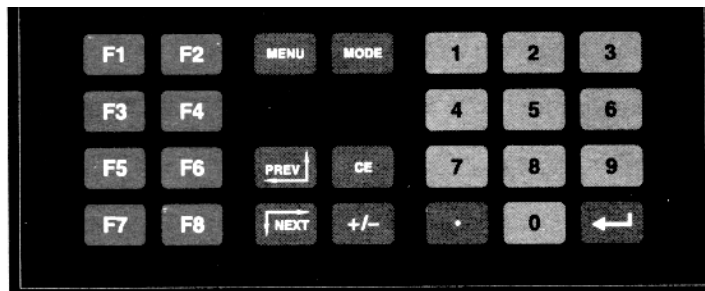 F1 F2 MENU MODE 1 2 3
F3 F4 4 5 6
F5 F6 PREV CE 7 8 9
F7 F8 NEXT +/− . 0